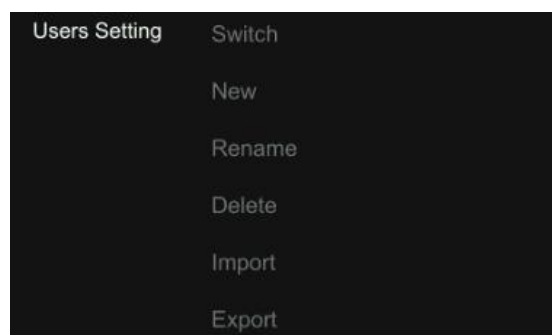 Users Setting
Switch
New
Rename
Delete
Import
Export